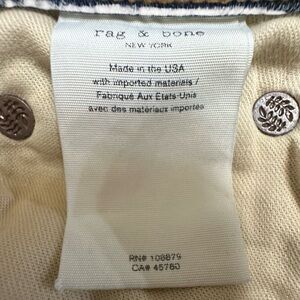 rag & bone
NEW YORK
Made in the USA
with imported materials /
Fabriqué Aux États-Unis
avec des matériaux importés
RN# 108879
CA# 45760